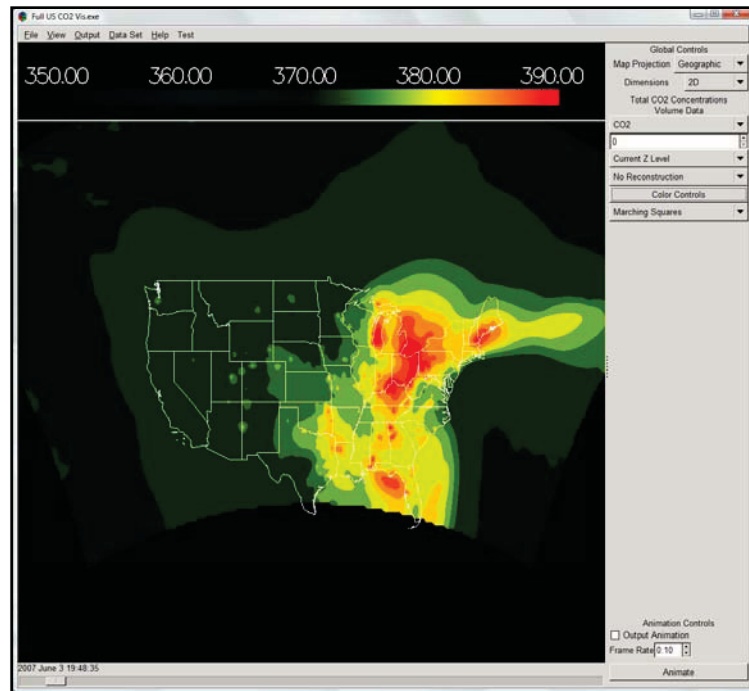 Full US CO2 Vis.exe
File View Output Data Set Help Test
350.00 360.00 370.00 380.00 390.00
Global Controls
Map Projection Geographic
Dimensions 2D
Total CO2 Concentrations
Volume Data
CO2
0
Current Z Level
No Reconstruction
Color Controls
Marching Squares
Animation Controls
Output Animation
Frame Rate 0.10
Animate
2007 June 3 19:48:35